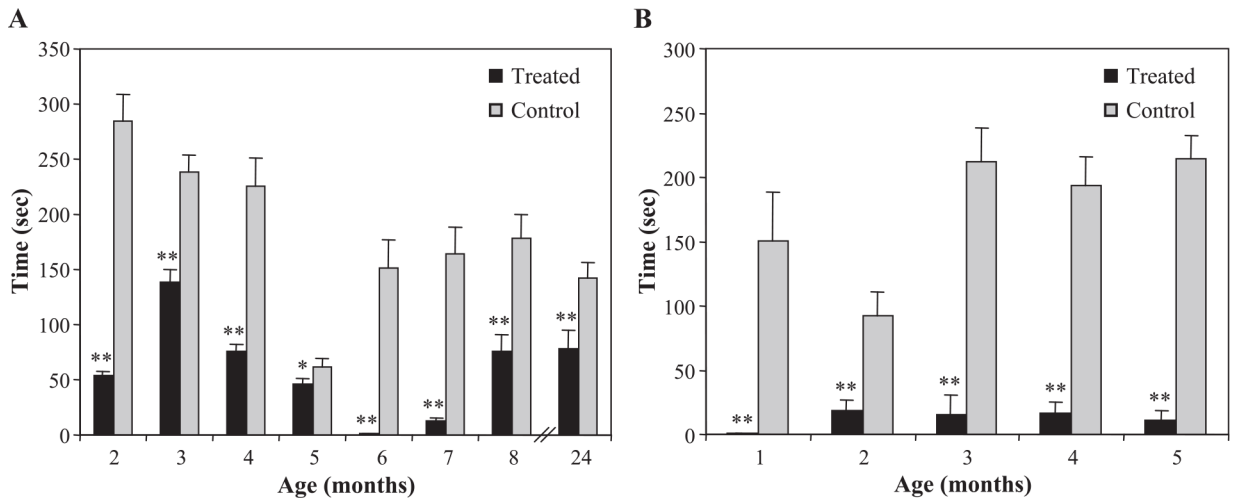 A
350
300
250
200
150
100
50
0
Time (sec)
Treated
Control
**
**
**
*
**
**
**
**
2 3 4 5 6 7 8 24
Age (months)
B
300
250
200
150
100
50
0
Time (sec)
Treated
Control
**
**
**
**
**
1 2 3 4 5
Age (months)